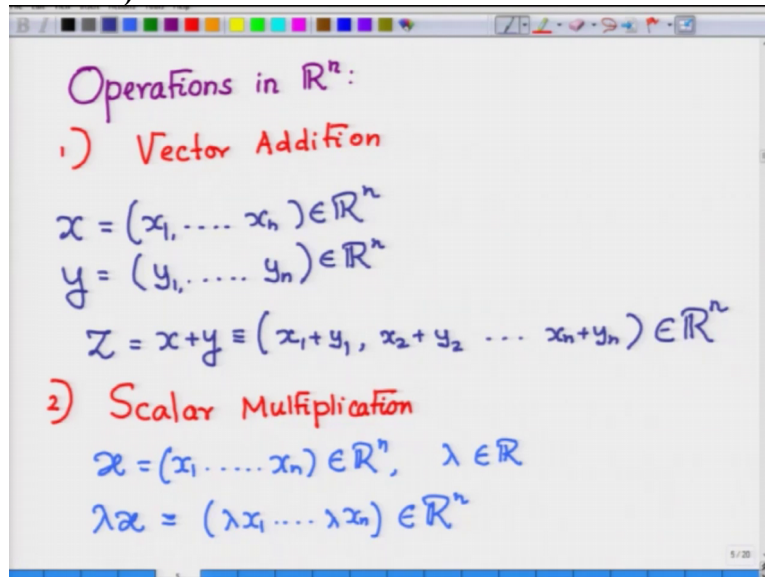 Operations in ℝⁿ:
1) Vector Addition
x = (x₁, .... xₙ) ∈ ℝⁿ
y = (y₁, ..... yₙ) ∈ ℝⁿ
z = x+y ≡ (x₁+y₁, x₂+y₂ ... xₙ+yₙ) ∈ ℝⁿ
2) Scalar Multiplication
x = (x₁ ..... xₙ) ∈ ℝⁿ, λ ∈ ℝ
λx = (λx₁ .... λxₙ) ∈ ℝⁿ
5/20